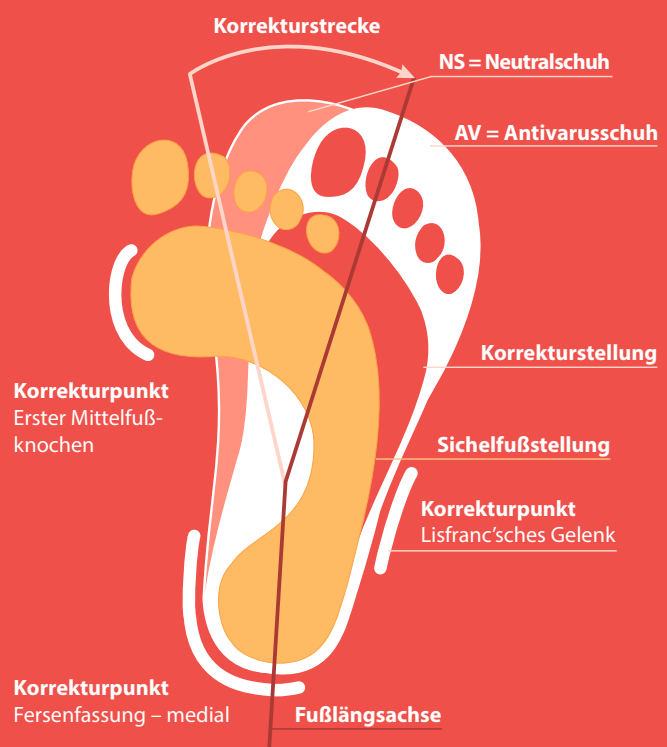 Korrekturstrecke
NS = Neutralschuh
AV = Antivarusschuh
Korrekturstellung
Korrekturpunkt
Erster Mittelfuß-
knochen
Sichelfußstellung
Korrekturpunkt
Lisfranc’sches Gelenk
Korrekturpunkt
Fersenfassung – medial
Fußlängsachse